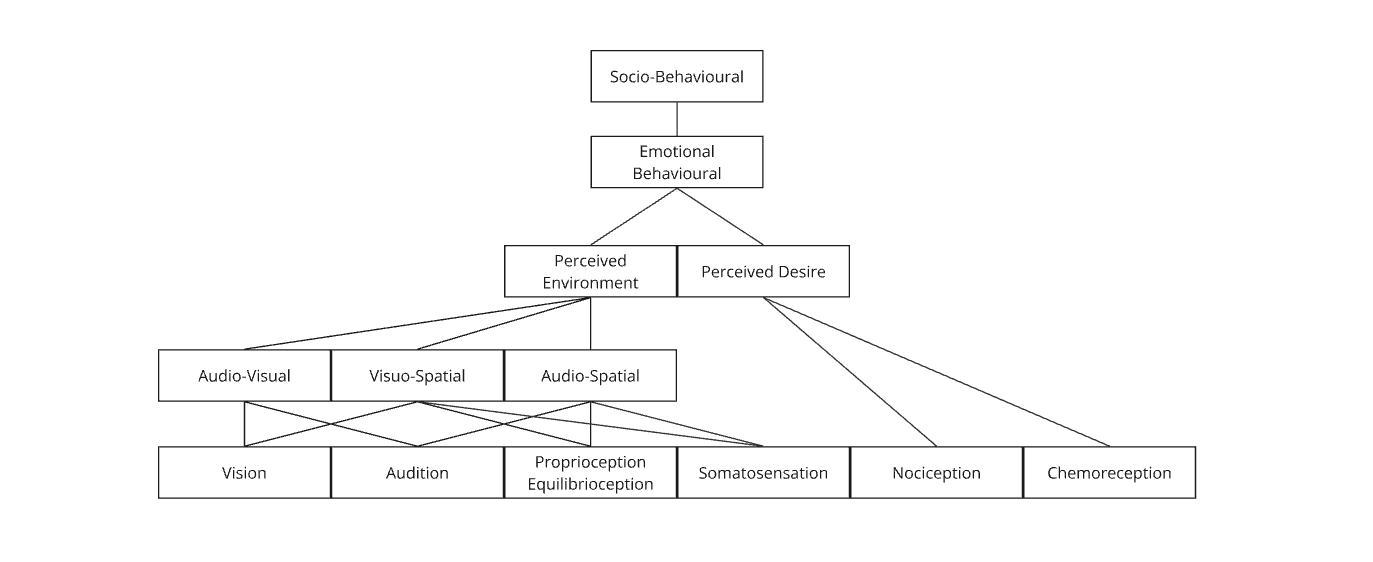 Socio-Behavioural
Emotional
Behavioural
Perceived
Environment
Perceived Desire
Audio-Visual
Visuo-Spatial
Audio-Spatial
Vision
Audition
Proprioception
Equilibrioception
Somatosensation
Nociception
Chemoreception